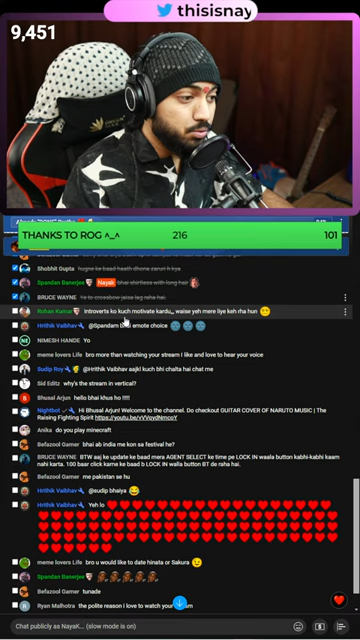 thisisnay
9,451
THANKS TO ROG ^_^ 216 101
Shobhit Gupta hugne ka baad haath dhona zaruri h kya
Spandan Banerjee Nayak bhai shirtless with long hair
BRUCE WAYNE
Rohan Kumar Introverts ko kuch motivate kardu,, waise yeh mere liye keh rha hun
Hrithik Vaibhav @Spandam emote choice
NIMESH HANDE Yo
meme lovers Life bro more than watching your stream i like and love to hear your voice
Sudip Roy @Hrithik Vaibhav aajkl kuch bhi chalta hai chat me
Sid Editz why's the stream in vertical?
Bhusal Arjun hello bhai khus ho !!!!!
Nightbot Hi Bhusal Arjun! Welcome to the channel. Do checkout GUITAR COVER OF NARUTO MUSIC | The
Raising Fighting Spirit
Anika do you play minecraft
Befazool Gamer bhai ab india me kon sa festival he?
BRUCE WAYNE BTW aaj ke update ke baad mera AGENT SELECT ke time pe LOCK IN waala button kabhi-kabhi kaam
nahi karta. 100 baar click karne ke baad b LOCK IN walla button BT de raha hai.
Befazool Gamer me pakistan se hu
Hrithik Vaibhav @sudip bhaiya
Hrithik Vaibhav Yeh lo
meme lovers Life bro u would like to date hinata or Sakura
Spandan Banerjee
Befazool Gamer tunade
Ryan Malhotra the polite reason I love to watch your
Chat publicly as NayaK... (slow mode is on)